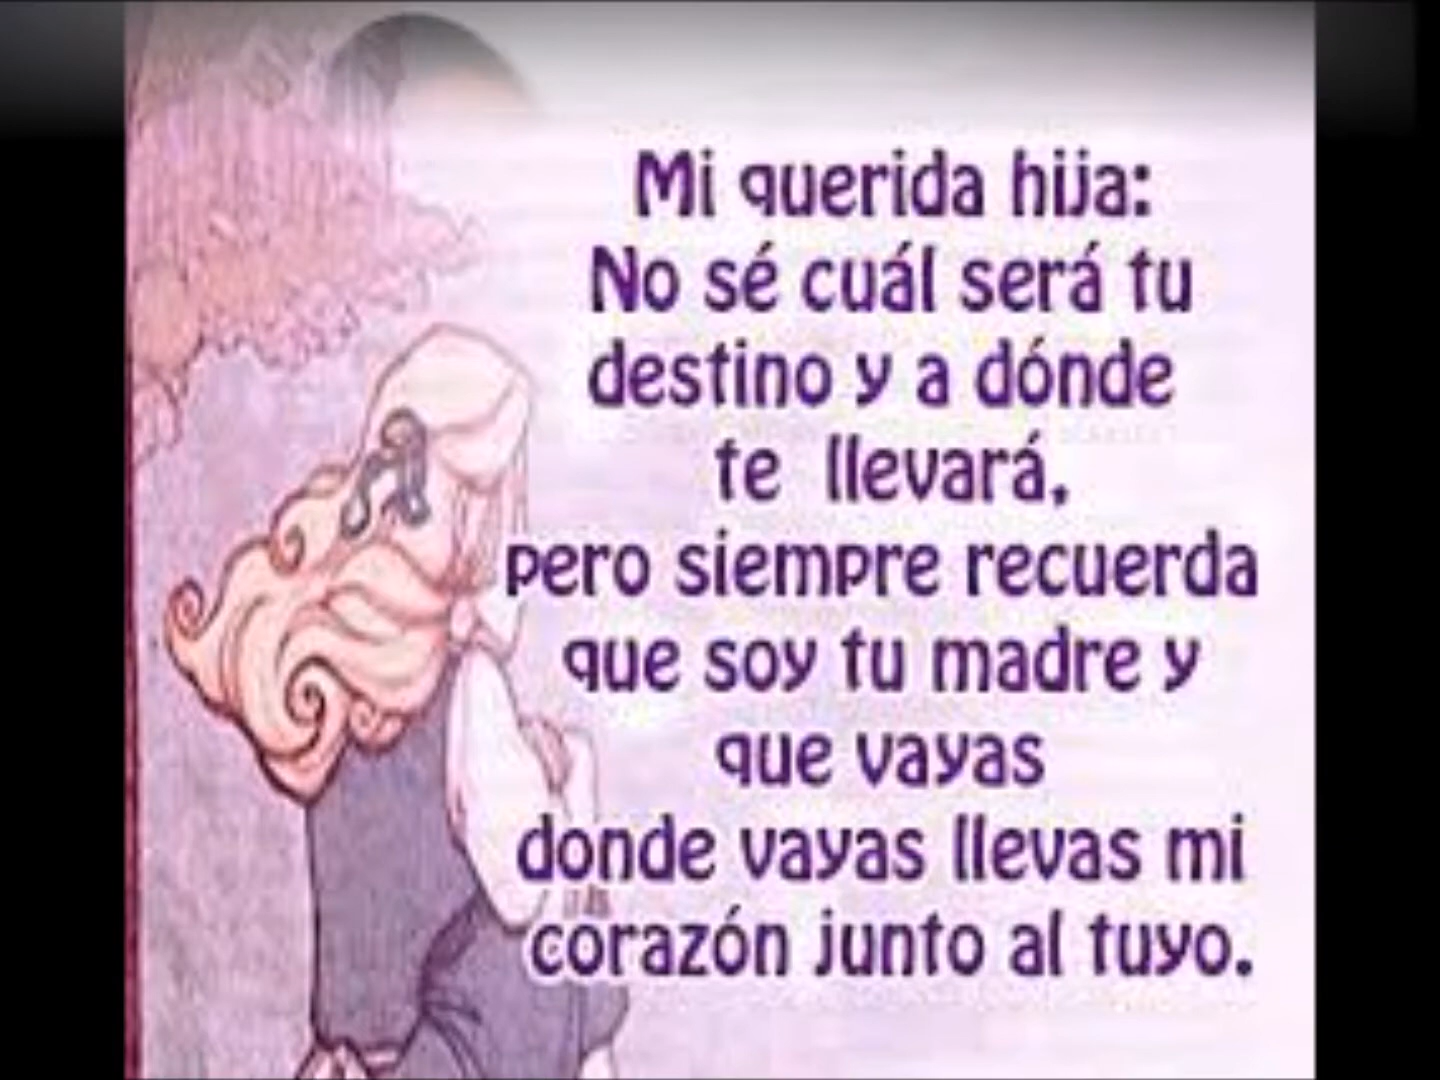 Mi querida hija:
No sé cuál será tu
destino y a dónde
te llevará,
pero siempre recuerda
que soy tu madre y
que vayas
donde vayas llevas mi
corazón junto al tuyo.